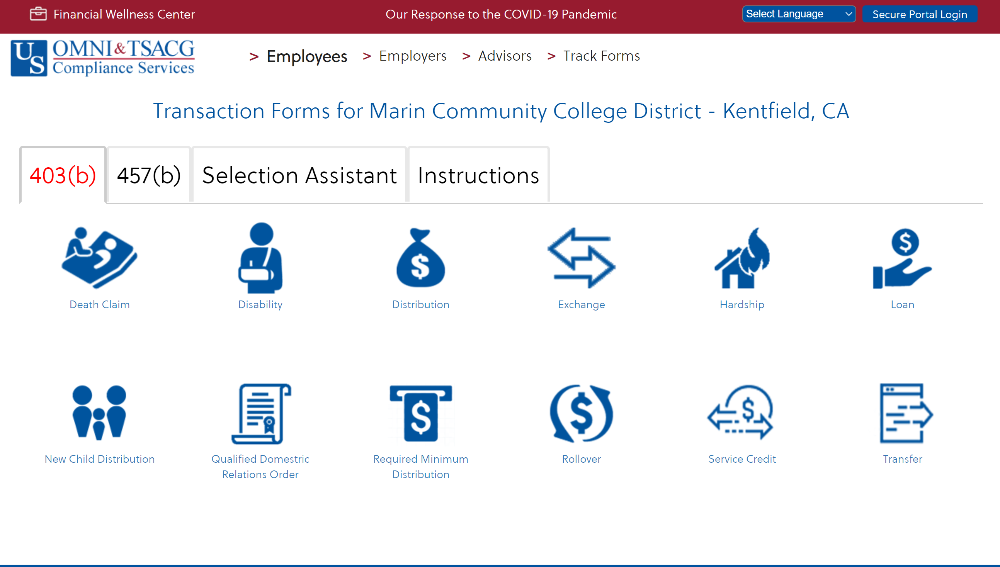 Financial Wellness Center
Our Response to the COVID-19 Pandemic
Select Language
Secure Portal Login
US
OMNI&TSACG
Compliance Services
> Employees
> Employers
> Advisors
> Track Forms
Transaction Forms for Marin Community College District - Kentfield, CA
403(b)
457(b)
Selection Assistant
Instructions
$
$
Death Claim
Disability
Distribution
Exchange
Hardship
Loan
$
$
$
New Child Distribution
Qualified Domestric
Relations Order
Required Minimum
Distribution
Rollover
Service Credit
Transfer